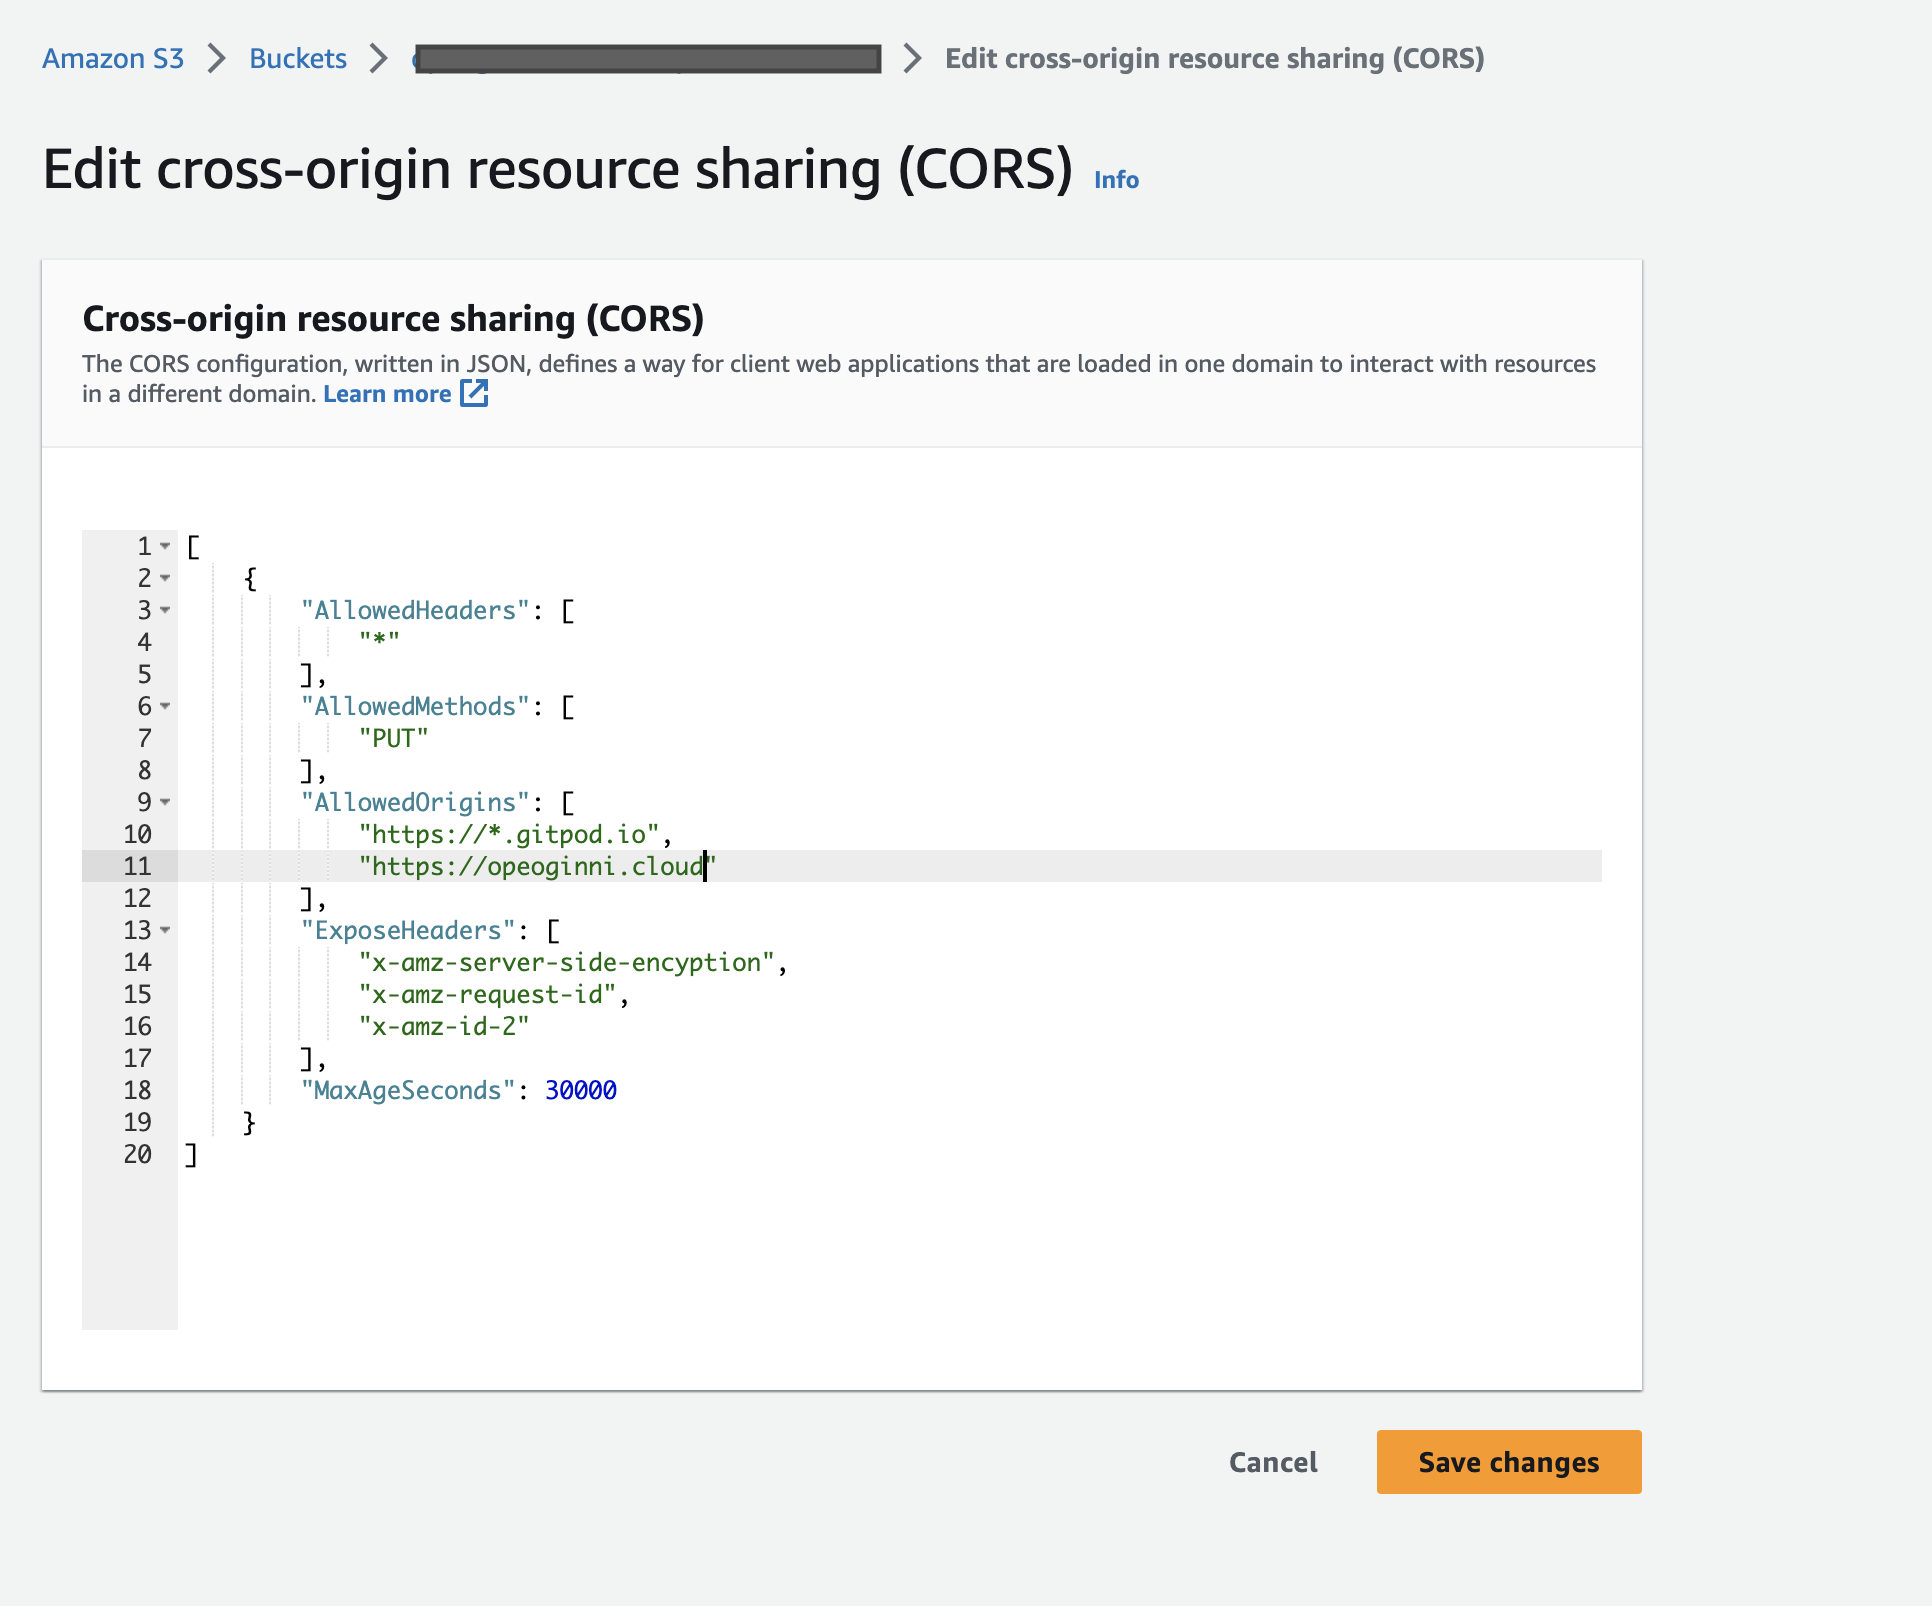 Amazon S3 > Buckets > > Edit cross-origin resource sharing (CORS)
Edit cross-origin resource sharing (CORS) Info
Cross-origin resource sharing (CORS)
The CORS configuration, written in JSON, defines a way for client web applications that are loaded in one domain to interact with resources
in a different domain. Learn more
1 [
2 {
3 "AllowedHeaders": [
4 "*"
5 ],
6 "AllowedMethods": [
7 "PUT"
8 ],
9 "AllowedOrigins": [
10 "https://*.gitpod.io",
11 "https://opeoginni.cloud"
12 ],
13 "ExposeHeaders": [
14 "x-amz-server-side-encyption",
15 "x-amz-request-id",
16 "x-amz-id-2"
17 ],
18 "MaxAgeSeconds": 30000
19 }
20 ]
Cancel Save changes